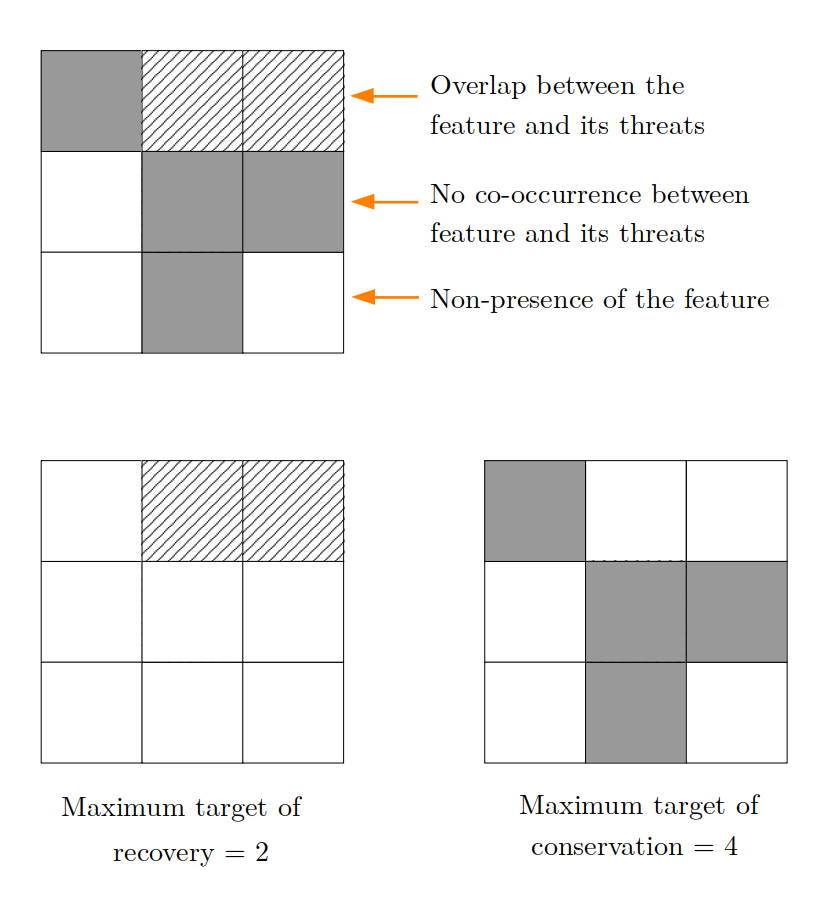 Overlap between the
feature and its threats
No co-occurrence between
feature and its threats
Non-presence of the feature
Maximum target of
recovery = 2
Maximum target of
conservation = 4